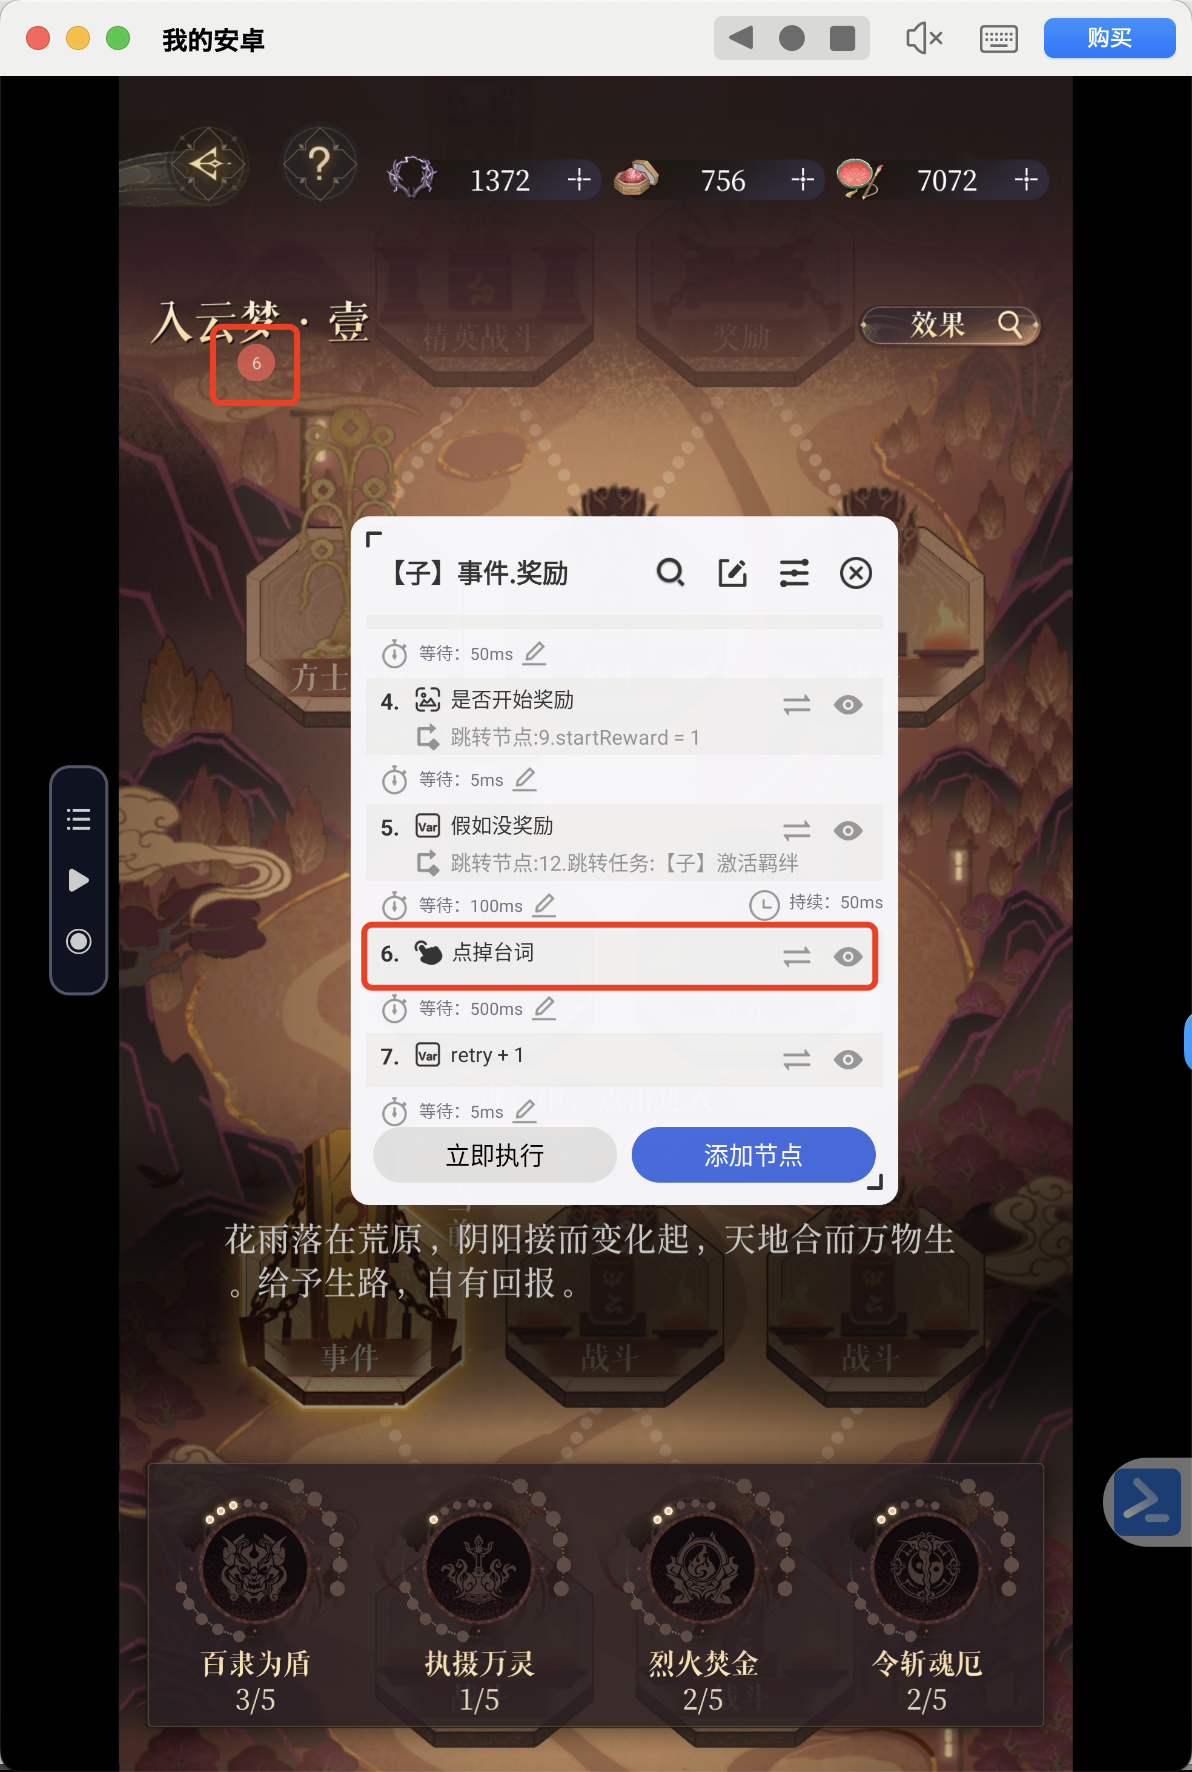 我的安卓
购买
?
1372
756
7072
精英战斗
奖励
入云梦·壹
效果
6
【子】事件.奖励
方士
等待：50ms
4. 是否开始奖励
跳转节点:9.startReward = 1
等待：5ms
5. Var 假如没奖励
跳转节点:12.跳转任务:【子】激活羁绊
等待：100ms
持续：50ms
6. 点掉台词
等待：500ms
7. Var retry + 1
等待：5ms
立即执行
添加节点
花雨落在荒原，阴阳接而变化起，天地合而万物生
。给予生路，自有回报。
事件
战斗
战斗
百隶为盾
执摄万灵
烈火焚金
令斩魂厄
3/5
1/5
2/5
2/5